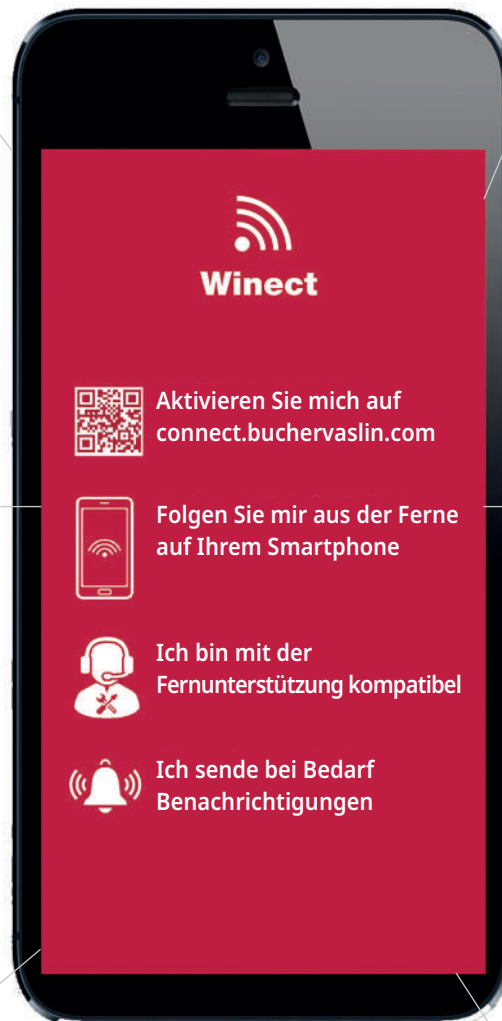 Winect
Aktivieren Sie mich auf
connect.buchervaslin.com
Folgen Sie mir aus der Ferne
auf Ihrem Smartphone
Ich bin mit der
Fernunterstützung kompatibel
Ich sende bei Bedarf
Benachrichtigungen